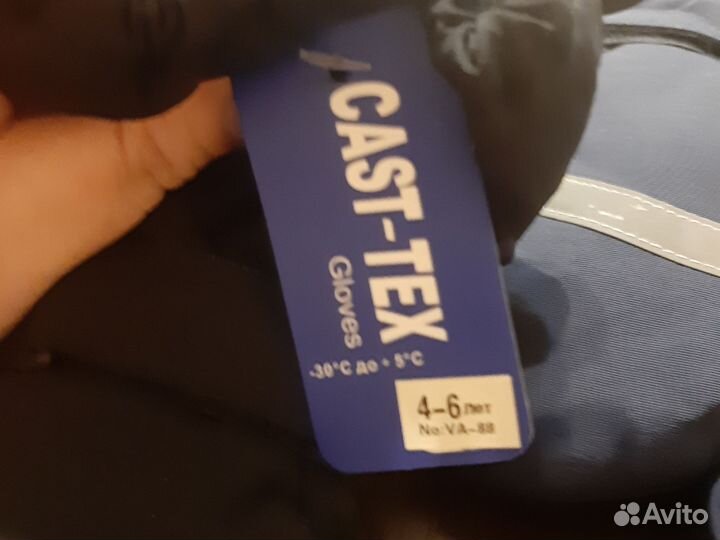 CAST-TEX
Gloves
-30°C до + 5°C
4-6 лет
No:VA-88
Avito